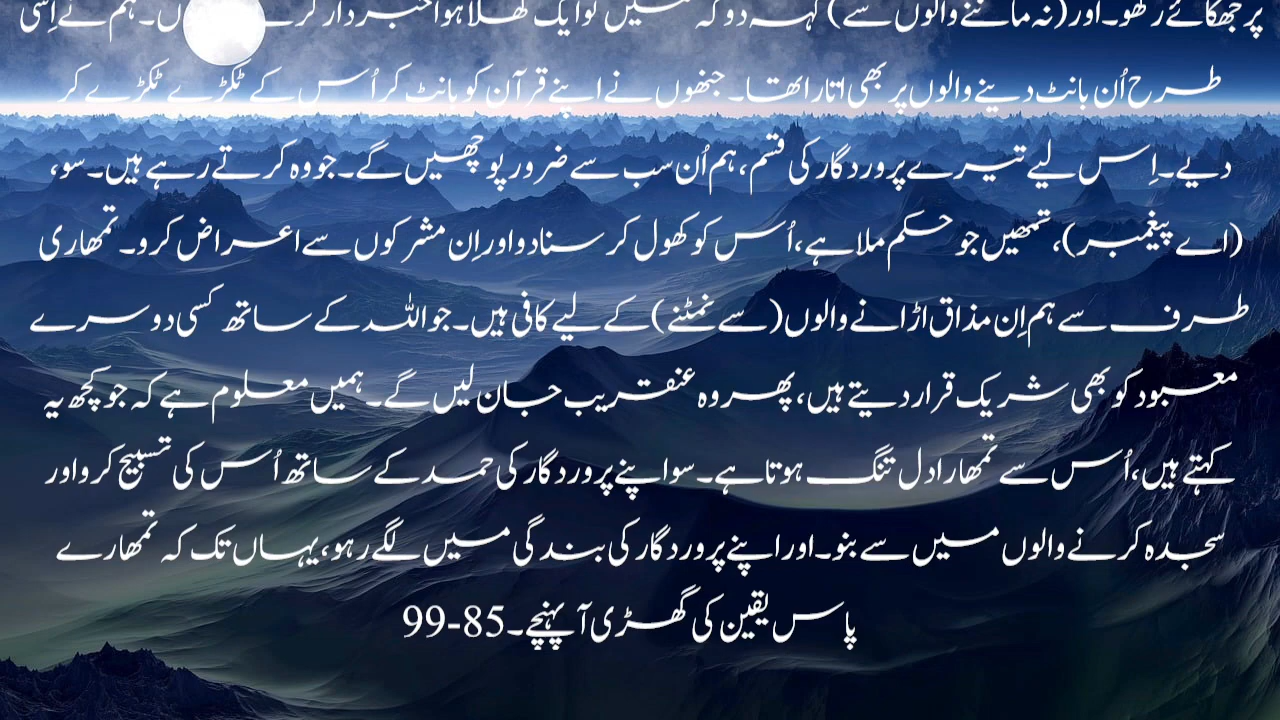 پر جھکائے رکھو۔ اور (نہ ماننے والوں سے) کہہ دو کہ میں تو ایک کھلا ہوا خبردار کرنے ں۔ ہم نے اِسی
طرح اُن بانٹ دینے والوں پر بھی اتارا تھا۔ جنھوں نے اپنے قرآن کو بانٹ کر اُس کے ٹکڑے ٹکڑے کر
دیے۔ اِس لیے تیرے پروردگار کی قسم، ہم اُن سب سے ضرور پوچھیں گے۔ جو وہ کرتے رہے ہیں۔ سو،
(اے پیغمبر)، تمھیں جو حکم ملا ہے، اُس کو کھول کر سنا دو اور اِن مشرکوں سے اعراض کرو۔ تمھاری
طرف سے ہم اِن مذاق اڑانے والوں (سے نمٹنے) کے لیے کافی ہیں۔ جو اللہ کے ساتھ کسی دوسرے
معبود کو بھی شریک قرار دیتے ہیں، پھر وہ عنقریب جان لیں گے۔ ہمیں معلوم ہے کہ جو کچھ یہ
کہتے ہیں، اُس سے تمھارا دل تنگ ہوتا ہے۔ سو اپنے پروردگار کی حمد کے ساتھ اُس کی تسبیح کرو اور
سجدہ کرنے والوں میں سے بنو۔ اور اپنے پروردگار کی بندگی میں لگے رہو، یہاں تک کہ تمھارے
پاس یقین کی گھڑی آ پہنچے۔ 85-99